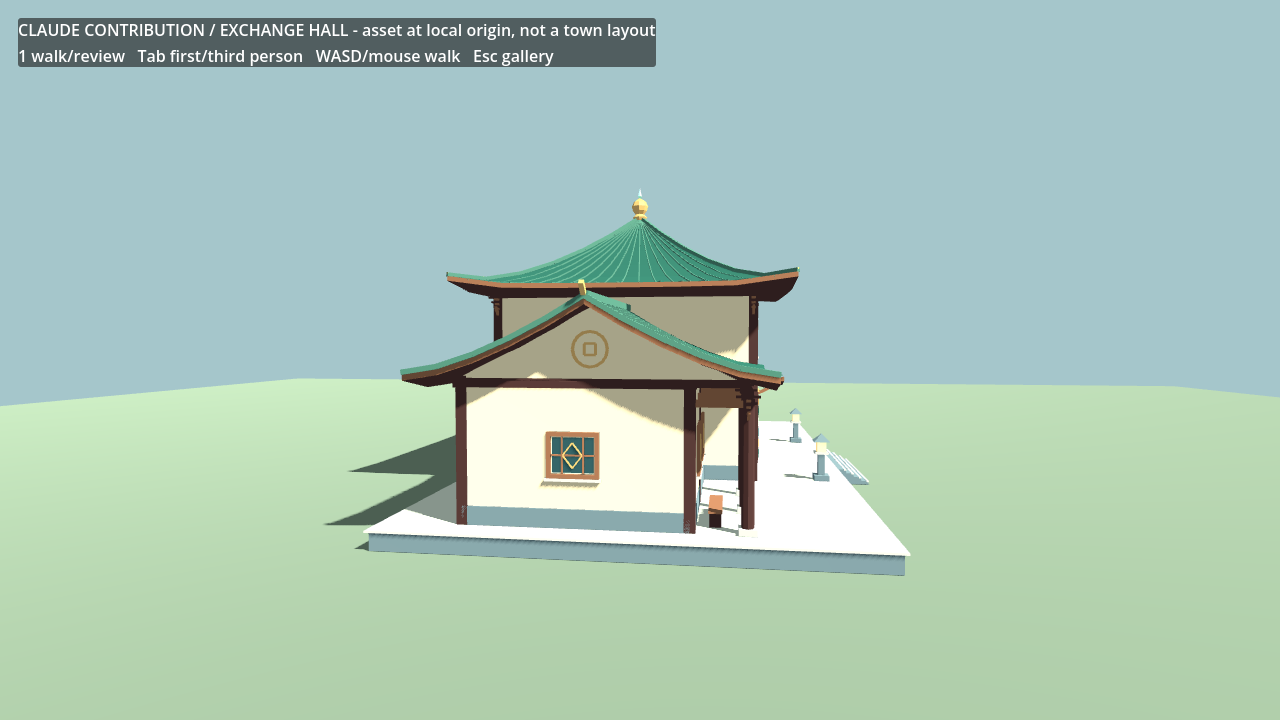 CLAUDE CONTRIBUTION / EXCHANGE HALL - asset at local origin, not a town layout
1 walk/review   Tab first/third person   WASD/mouse walk   Esc gallery